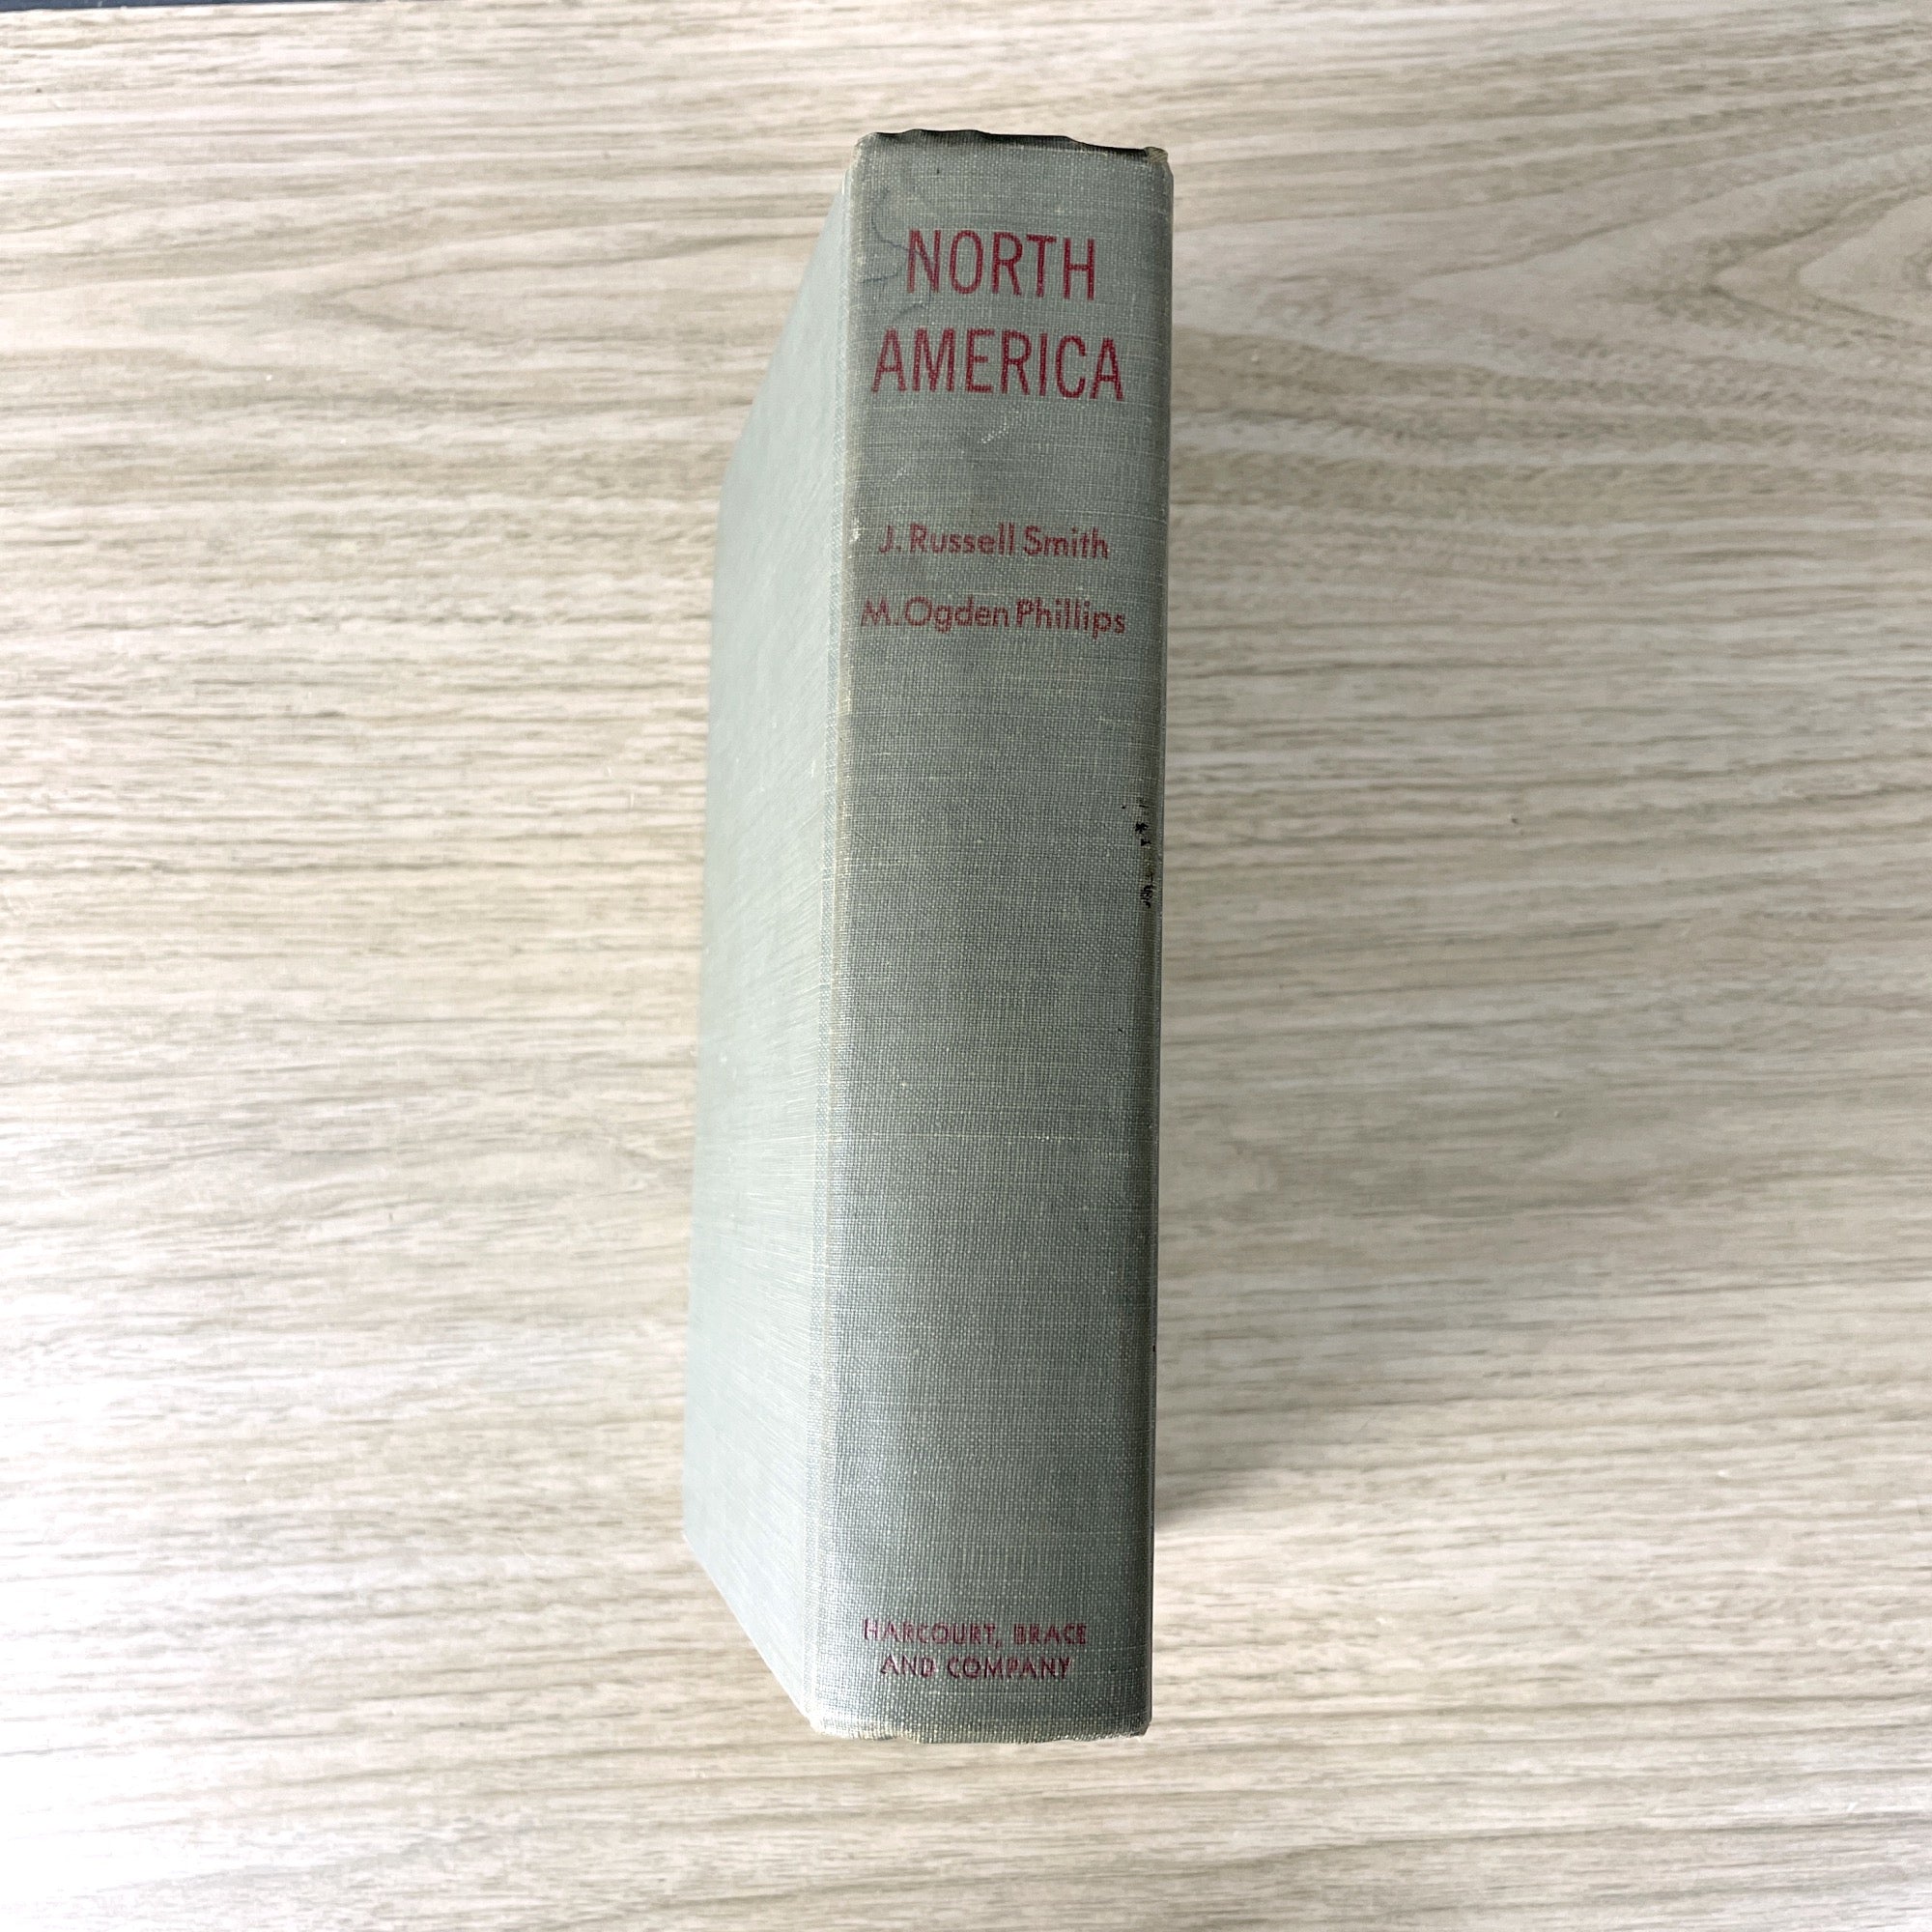 NORTH
AMERICA
J. Russell Smith
M. Ogden Phillips
HARCOURT, BRACE
AND COMPANY